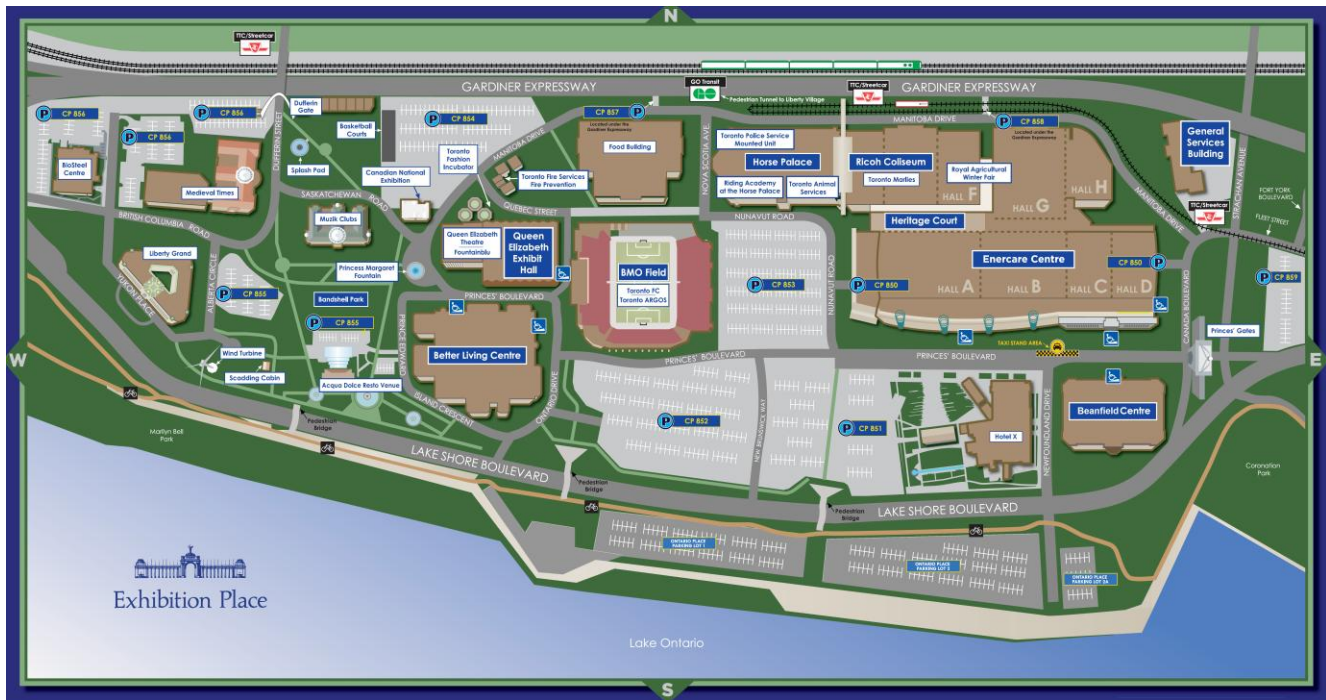 N
TTC/Streetcar
GARDINER EXPRESSWAY
GO Transit
GO
Pedestrian Tunnel to Liberty Village
TTC/Streetcar
GARDINER EXPRESSWAY
P CP 856
P CP 856
P CP 856
Dufferin
Gate
DUFFERIN STREET
Basketball
Courts
P CP 854
MANITOBA DRIVE
CP 857 P
Located under the
Gardiner Expressway
Food Building
NOVA SCOTIA AVE
Toronto Police Service
Mounted Unit
Horse Palace
Riding Academy
at the Horse Palace
Toronto Animal
Services
Ricoh Coliseum
Toronto Marlies
MANITOBA DRIVE
P CP 858
Located under the
Gardiner Expressway
Royal Agricultural
Winter Fair
HALL F
HALL G
HALL H
MANITOBA DRIVE
General
Services
Building
STRACHAN AVENUE
FORT YORK
BOULEVARD
FLEET STREET
TTC/Streetcar
BioSteel
Centre
Medieval Times
Splash Pad
Canadian National
Exhibition
Toronto
Fashion
Incubator
Toronto Fire Services
Fire Prevention
SASKATCHEWAN
ROAD
Muzik Clubs
QUEBEC STREET
NUNAVUT ROAD
Heritage Court
BRITISH COLUMBIA ROAD
Liberty Grand
YUKON PLACE
ALBERTA CIRCLE
Queen Elizabeth
Theatre
Fountainblu
Queen
Elizabeth
Exhibit
Hall
Princess Margaret
Fountain
BMO Field
Toronto FC
Toronto ARGOS
P CP 853
NUNAVUT ROAD
P CP 850
Enercare Centre
CP 850 P
HALL A
HALL B
HALL C
HALL D
CANADA BOULEVARD
P CP 859
P CP 855
Bandshell Park
P CP 855
PRINCES' BOULEVARD
PRINCE EDWARD
ISLAND CRESCENT
Better Living Centre
PRINCES' BOULEVARD
TAXI STAND AREA
PRINCES' BOULEVARD
Princes' Gates
W
E
Wind Turbine
Scadding Cabin
Acqua Dolce Resto Venue
ONTARIO DRIVE
P CP 852
NEW BRUNSWICK WAY
P CP 851
Hotel X
NEWFOUNDLAND DRIVE
Beanfield Centre
Marilyn Bell
Park
Pedestrian
Bridge
LAKE SHORE BOULEVARD
Pedestrian
Bridge
Pedestrian
Bridge
LAKE SHORE BOULEVARD
Coronation
Park
ONTARIO PLACE
PARKING LOT 1
ONTARIO PLACE
PARKING LOT 2
ONTARIO PLACE
PARKING LOT 2A
Exhibition Place
Lake Ontario
S